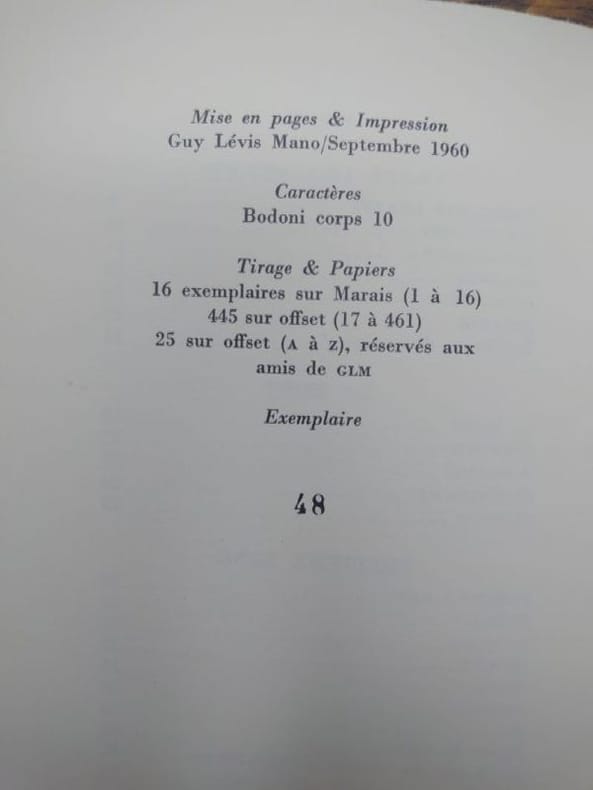 Mise en pages & Impression
Guy Lévis Mano/Septembre 1960
Caractères
Bodoni corps 10
Tirage & Papiers
16 exemplaires sur Marais (1 à 16)
445 sur offset (17 à 461)
25 sur offset (A à Z), réservés aux
amis de GLM
Exemplaire
48